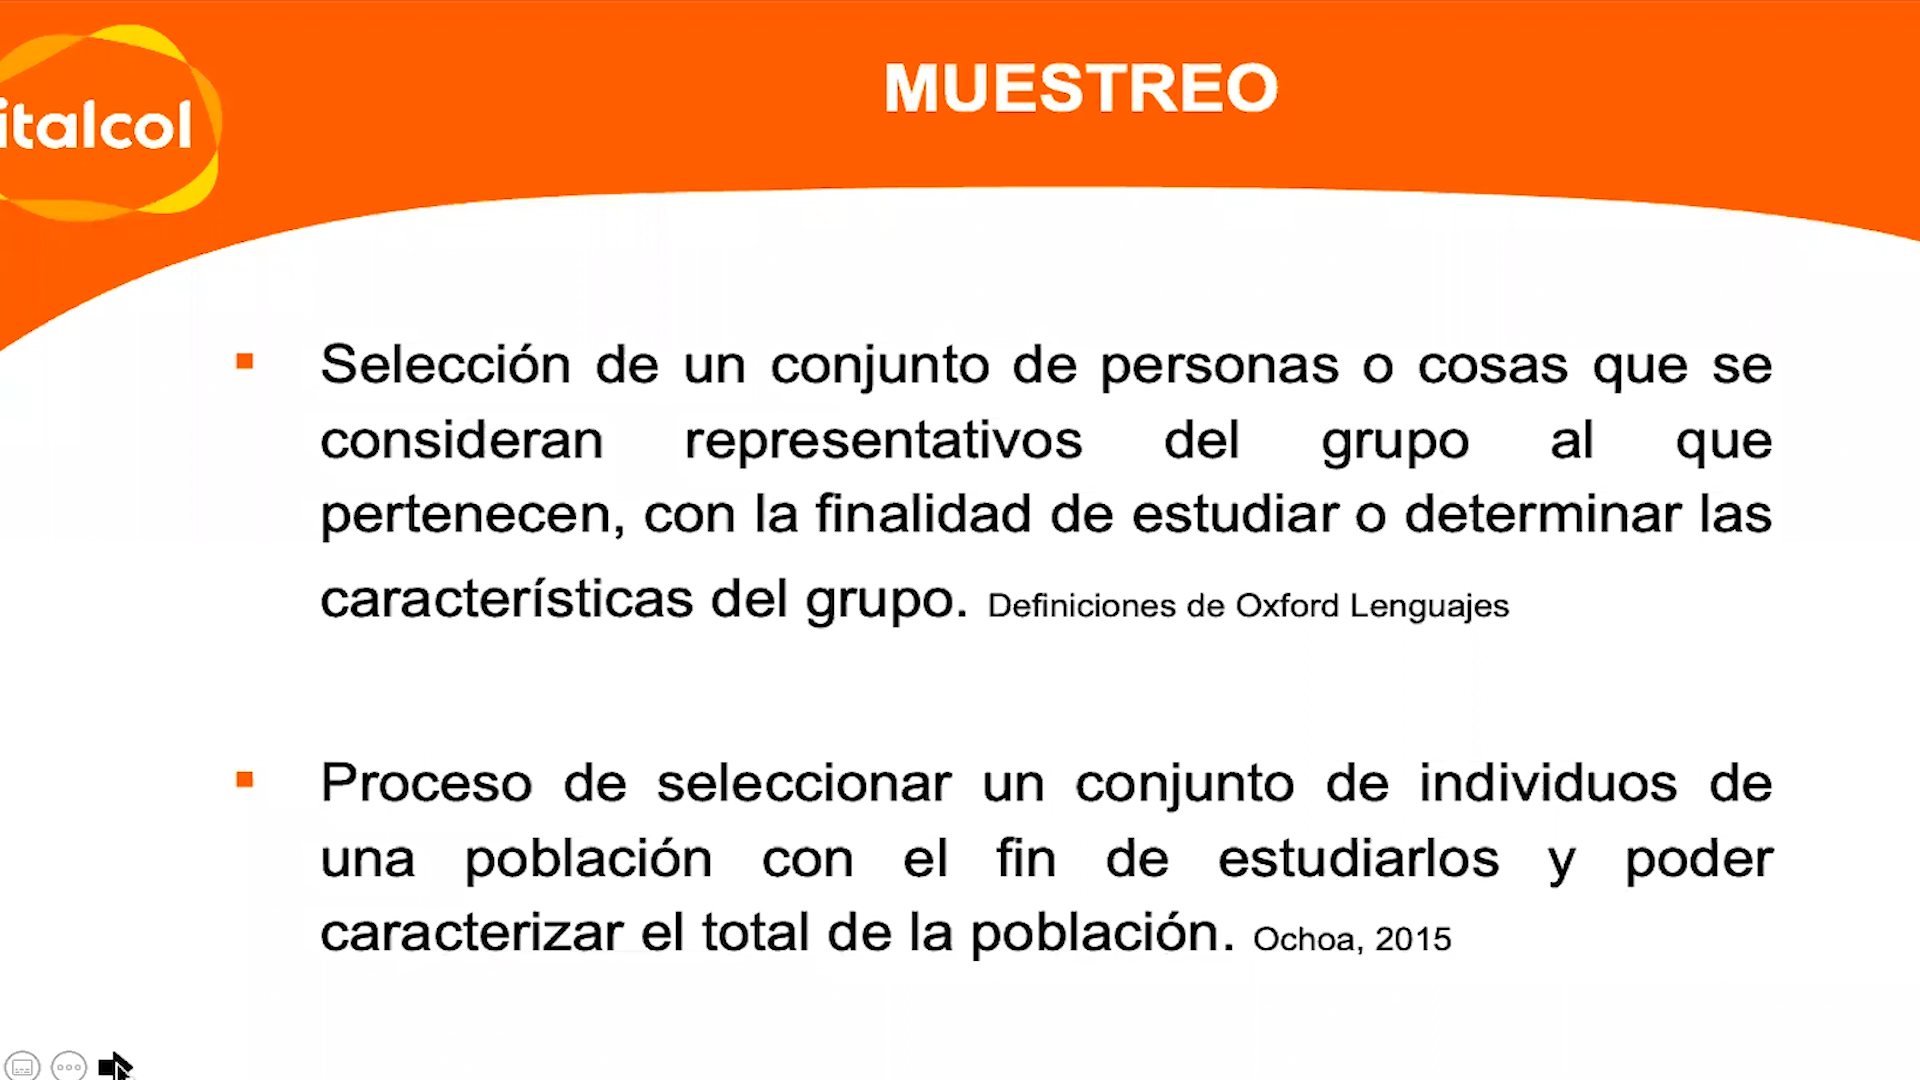 italcol
MUESTREO
Selección de un conjunto de personas o cosas que se
consideran representativos del grupo al que
pertenecen, con la finalidad de estudiar o determinar las
características del grupo. Definiciones de Oxford Lenguajes
Proceso de seleccionar un conjunto de individuos de
una población con el fin de estudiarlos y poder
caracterizar el total de la población. Ochoa, 2015